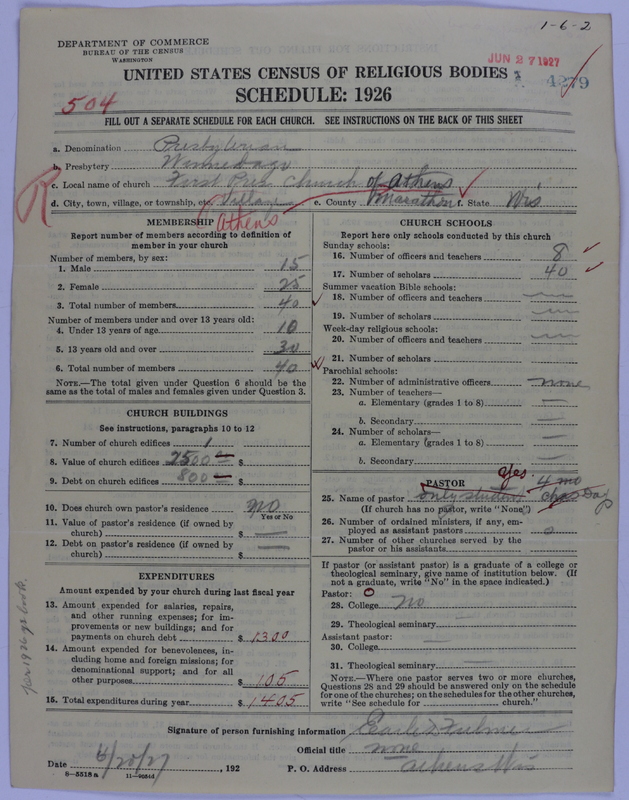 1-6-2
DEPARTMENT OF COMMERCE
BUREAU OF THE CENSUS
WASHINGTON
JUN 27 1927
UNITED STATES CENSUS OF RELIGIOUS BODIES
4279
504
SCHEDULE: 1926
FILL OUT A SEPARATE SCHEDULE FOR EACH CHURCH. SEE INSTRUCTIONS ON THE BACK OF THIS SHEET
a. Denomination Presbyterian
b. Presbytery Winnebago
R
c. Local name of church First Pres Church of Athens
d. City, town, village, or township, etc. Village e. County Marathon f. State Wis
Athens
MEMBERSHIP
Report number of members according to definition of member in your church
Number of members, by sex:
1. Male 15
2. Female 25
3. Total number of members 40
Number of members under and over 13 years old:
4. Under 13 years of age 10
5. 13 years old and over 30
6. Total number of members 40
NOTE.—The total given under Question 6 should be the same as the total of males and females given under Question 3.
CHURCH BUILDINGS
See instructions, paragraphs 10 to 12
7. Number of church edifices 1
8. Value of church edifices 2500 $
9. Debt on church edifices 800 $
10. Does church own pastor's residence No
Yes or No
11. Value of pastor's residence (if owned by church) $ —
12. Debt on pastor's residence (if owned by church) $ —
EXPENDITURES
Amount expended by your church during last fiscal year
13. Amount expended for salaries, repairs, and other running expenses; for improvements or new buildings; and for payments on church debt $ 1300
14. Amount expended for benevolences, including home and foreign missions; for denominational support; and for all other purposes $ 105
15. Total expenditures during year $ 1405
CHURCH SCHOOLS
Report here only schools conducted by this church
Sunday schools:
16. Number of officers and teachers 8
17. Number of scholars 40
Summer vacation Bible schools:
18. Number of officers and teachers
19. Number of scholars
Week-day religious schools:
20. Number of officers and teachers
21. Number of scholars —
Parochial schools:
22. Number of administrative officers none
23. Number of teachers—
a. Elementary (grades 1 to 8) —
b. Secondary —
24. Number of scholars—
a. Elementary (grades 1 to 8) —
b. Secondary —
yes. 4 mo
PASTOR
25. Name of pastor only student
(If church has no pastor, write "None")
26. Number of ordained ministers, if any, employed as assistant pastors o
27. Number of other churches served by the pastor or his assistants —
If pastor (or assistant pastor) is a graduate of a college or theological seminary, give name of institution below. (If not a graduate, write "No" in the space indicated.)
Pastor: O
28. College No
29. Theological seminary
Assistant pastor:
30. College
31. Theological seminary
NOTE.—Where one pastor serves two or more churches, Questions 28 and 29 should be answered only on the schedule for one of the churches; on the schedules for the other churches, write "See schedule for church."
Signature of person furnishing information Earle Fulmer
Official title none
Date 6/20/27, 192 P. O. Address Athens Wis
8-5518a 11-9054d